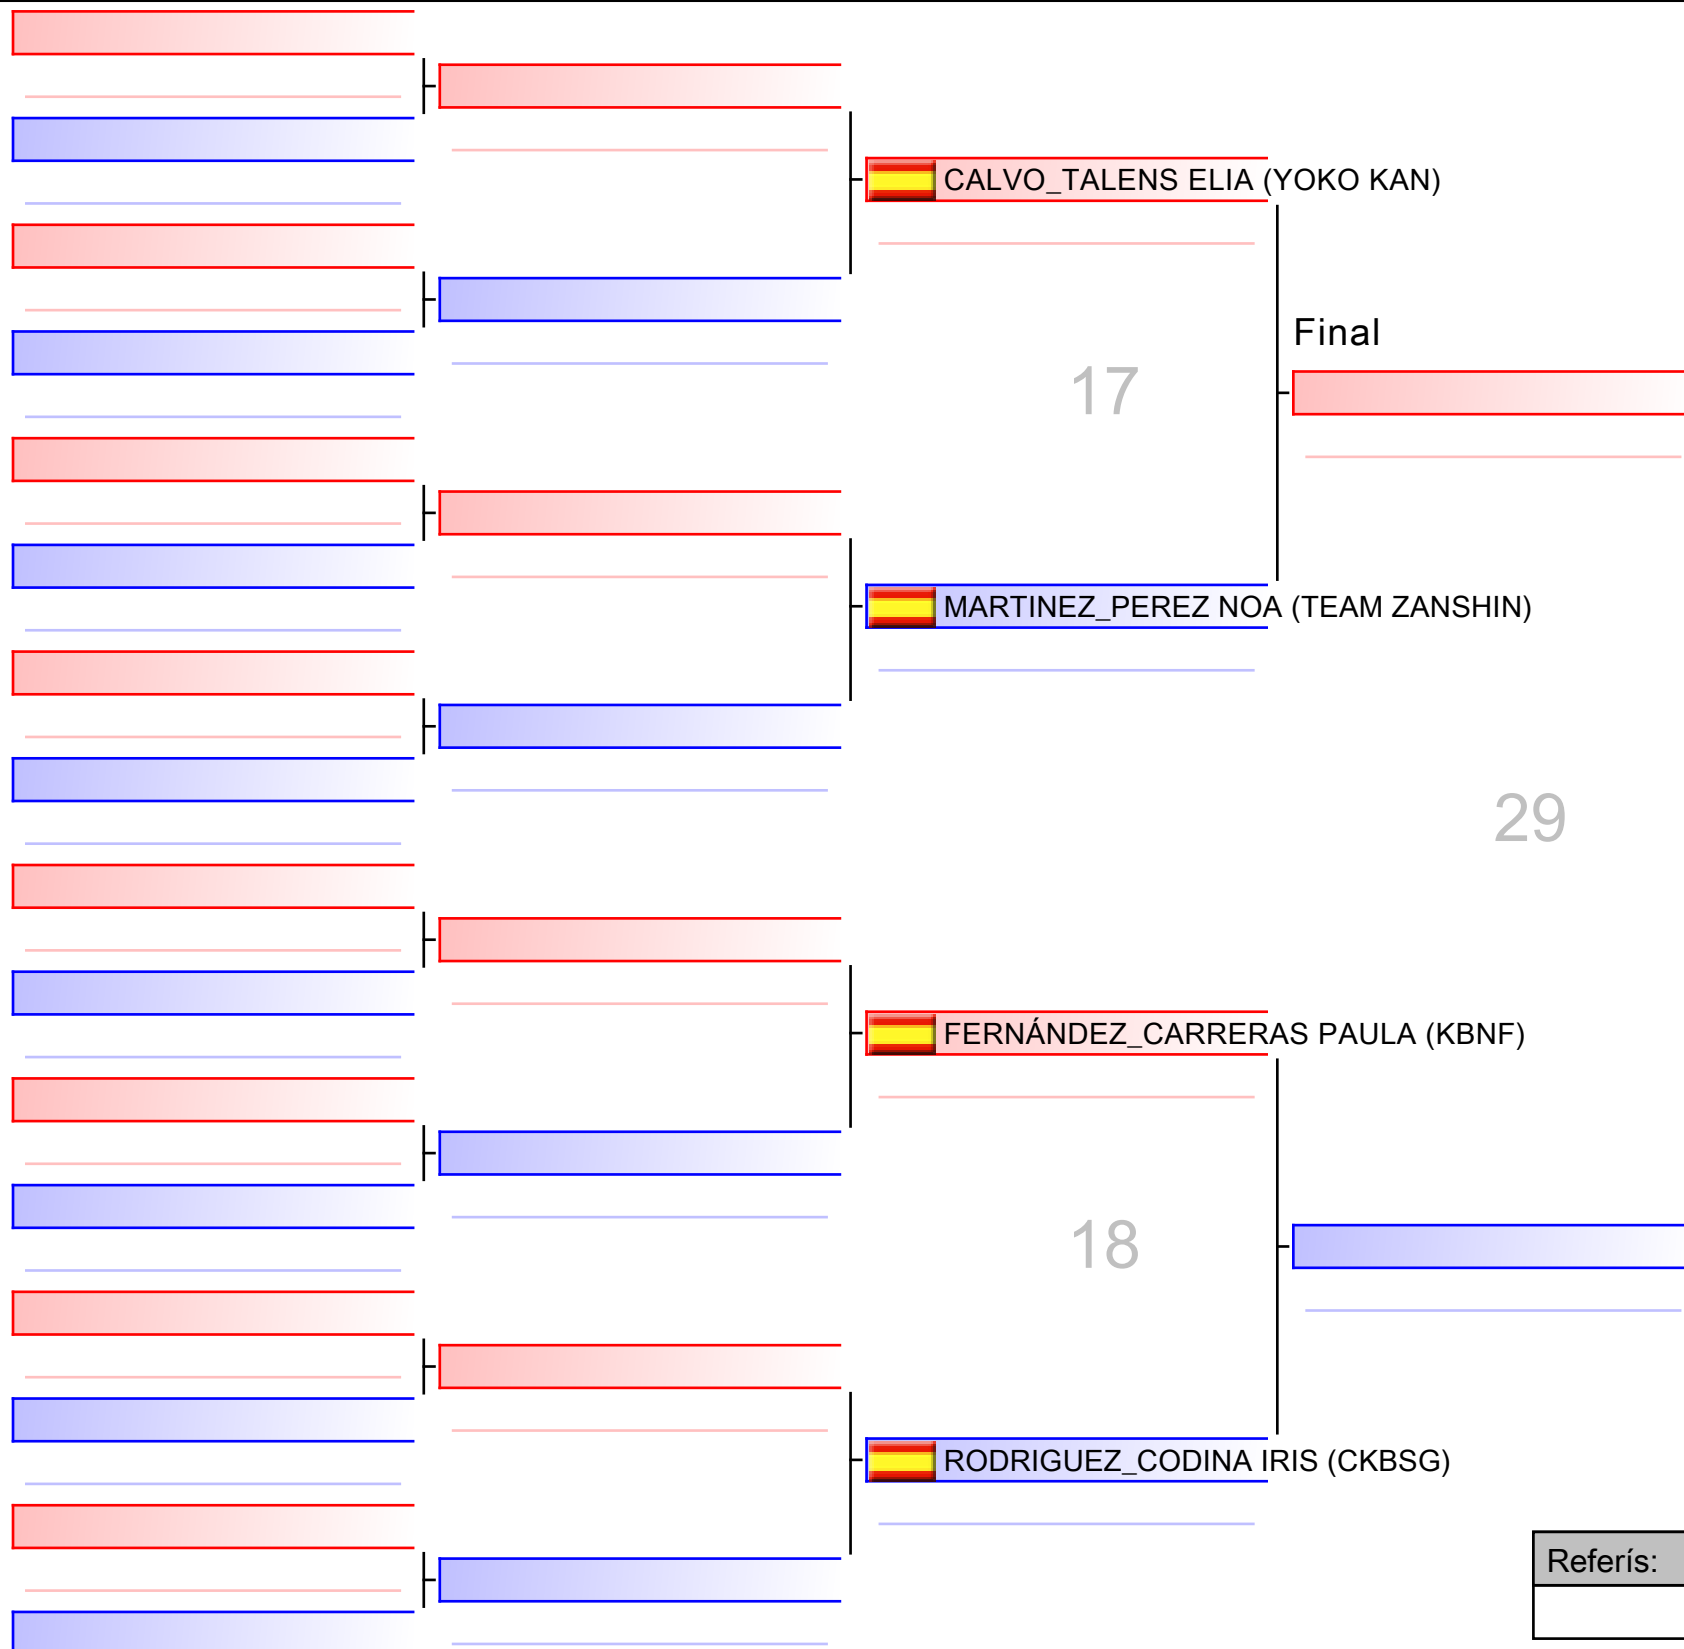 CALVO_TALENS ELIA (YOKO KAN)
Final
17
MARTINEZ_PEREZ NOA (TEAM ZANSHIN)
29
FERNÁNDEZ_CARRERAS PAULA (KBNF)
18
RODRIGUEZ_CODINA IRIS (CKBSG)
Referís: